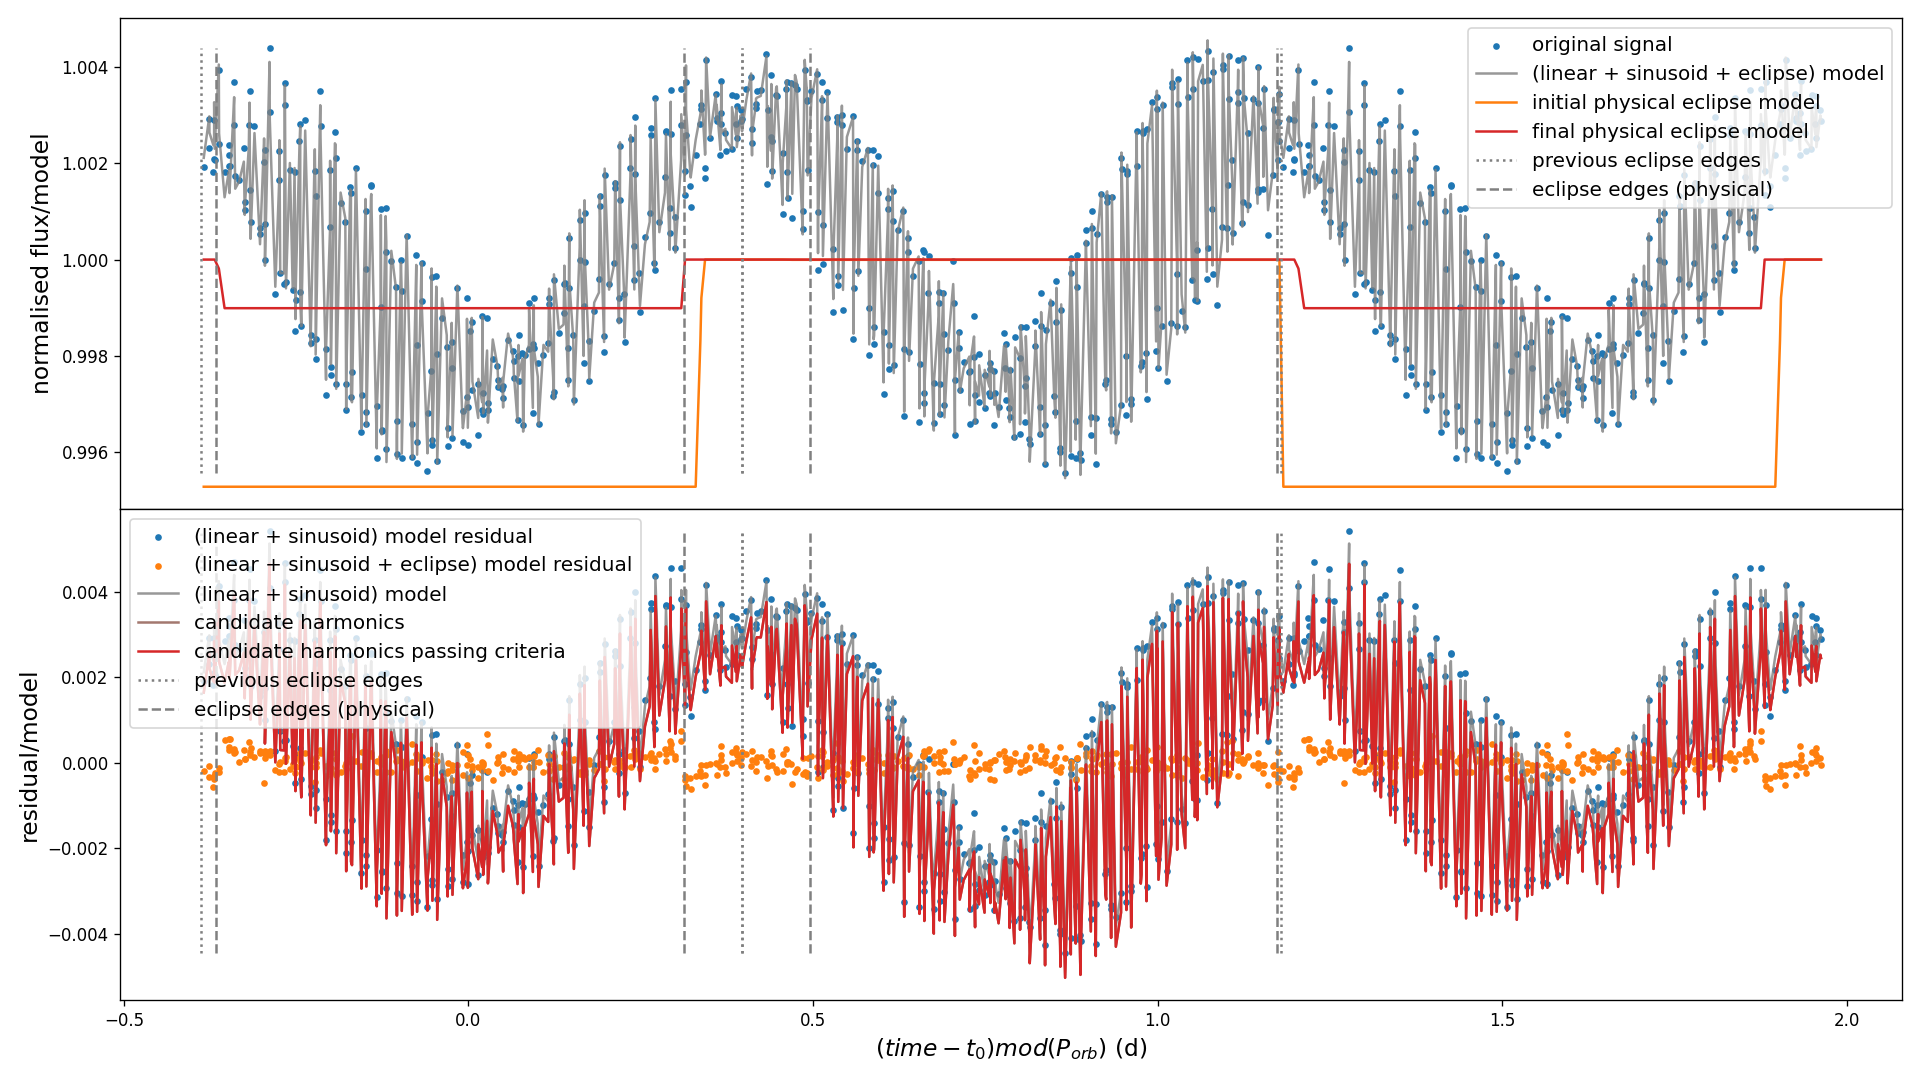 normalised flux/model
1.004
1.002
1.000
0.998
0.996
original signal
(linear + sinusoid + eclipse) model
initial physical eclipse model
final physical eclipse model
previous eclipse edges
eclipse edges (physical)
residual/model
0.004
0.002
0.000
−0.002
−0.004
(linear + sinusoid) model residual
(linear + sinusoid + eclipse) model residual
(linear + sinusoid) model
candidate harmonics
candidate harmonics passing criteria
previous eclipse edges
eclipse edges (physical)
−0.5 0.0 0.5 1.0 1.5 2.0
(time − t₀)mod(P_orb) (d)